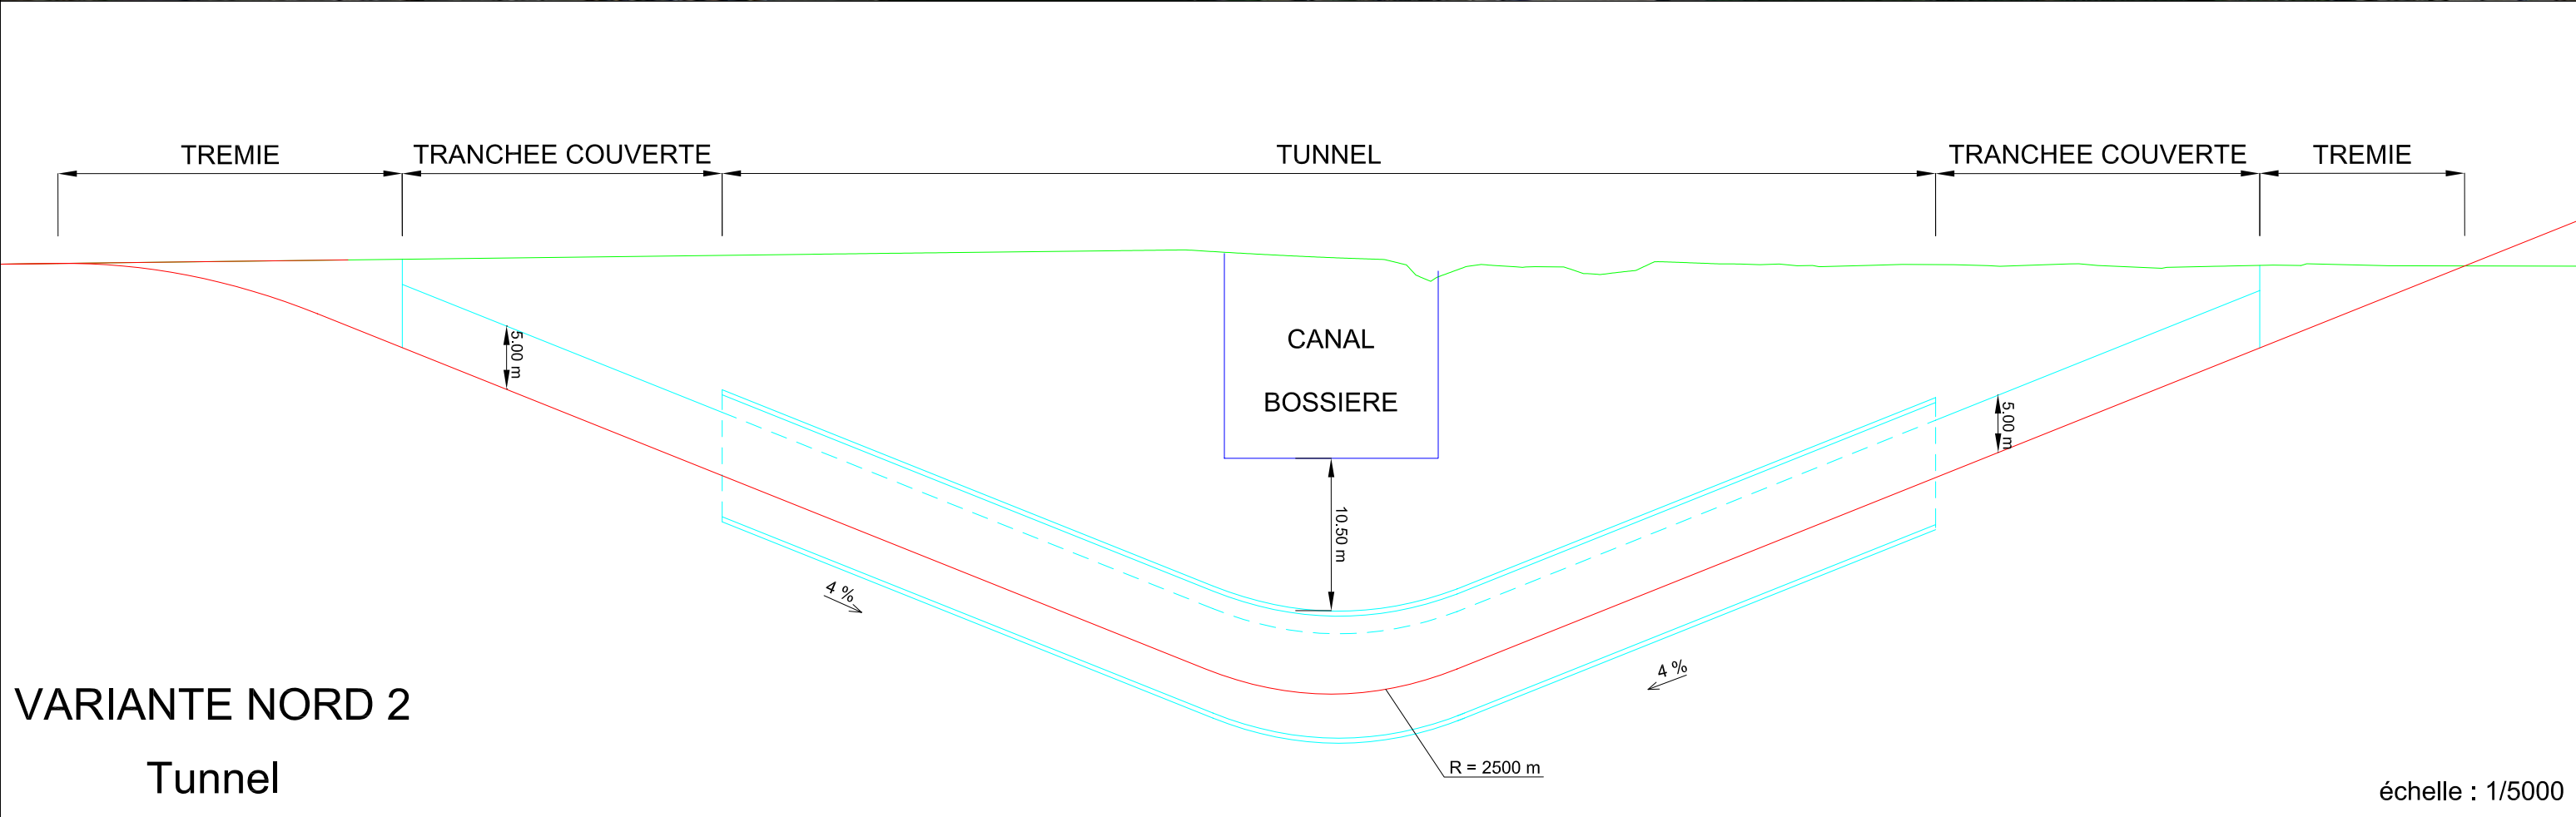 TREMIE
TRANCHEE COUVERTE
TUNNEL
TRANCHEE COUVERTE
TREMIE
5.00 m
CANAL
BOSSIERE
5.00 m
10.50 m
4 %
4 %
VARIANTE NORD 2
Tunnel
R = 2500 m
échelle : 1/5000